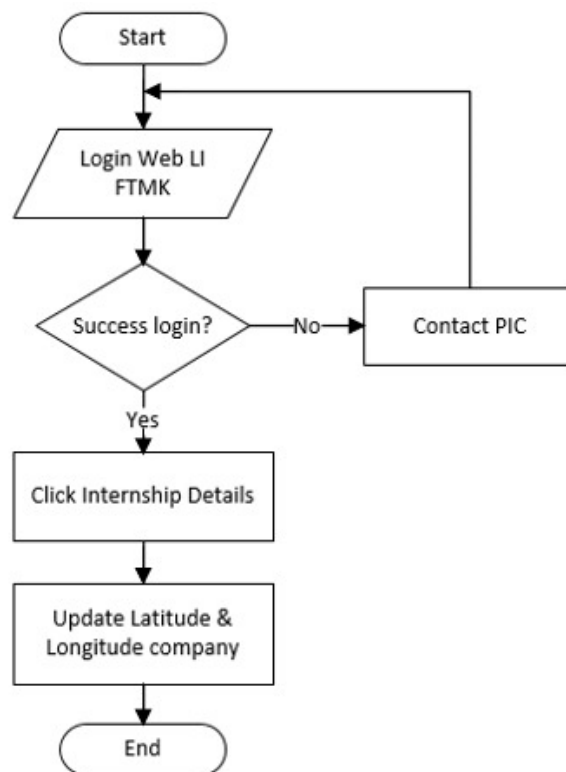 Start
Login Web LI
FTMK
Success login?
No
Contact PIC
Yes
Click Internship Details
Update Latitude &
Longitude company
End